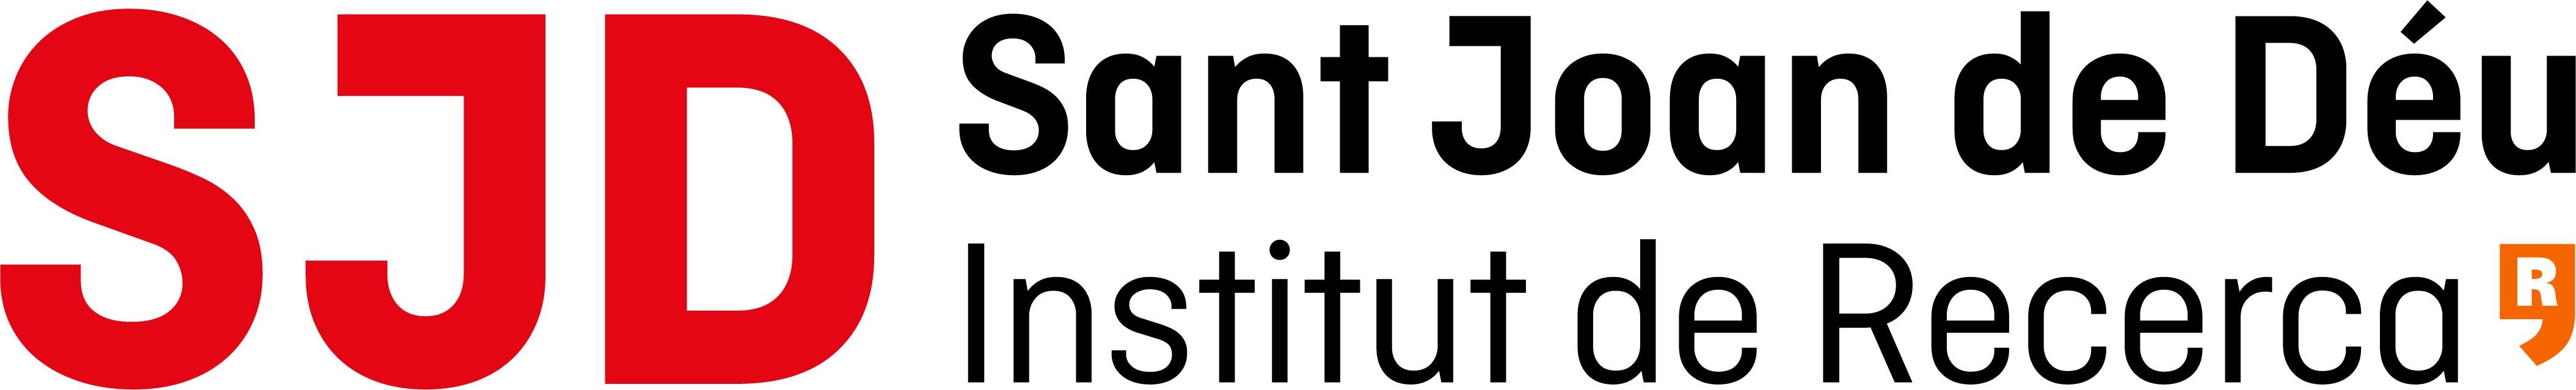 SJD
Sant Joan de Déu
Institut de Recerca
R